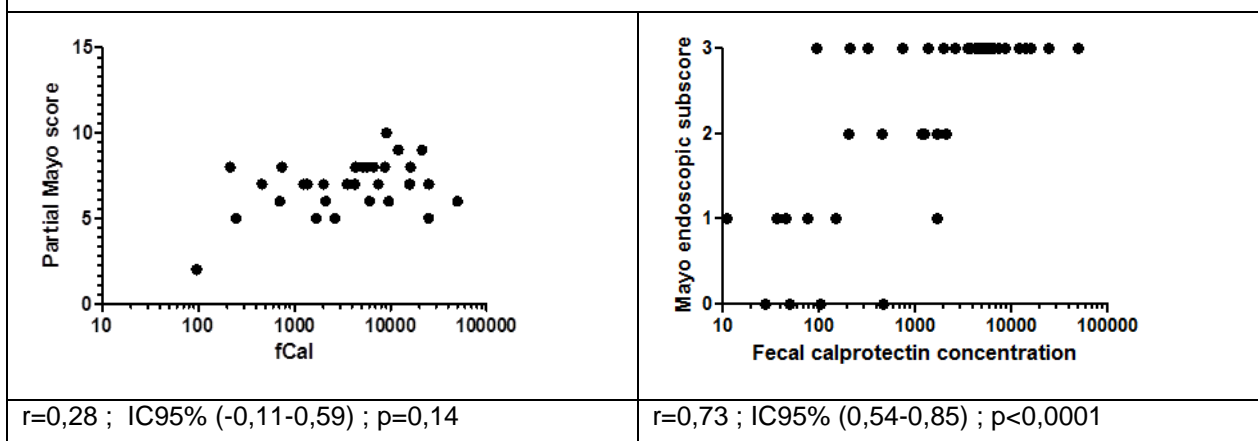 Partial Mayo score
15
10
5
0
10 100 1000 10000 100000
fCal
Mayo endoscopic subscore
3
2
1
0
10 100 1000 10000 100000
Fecal calprotectin concentration
r=0,28 ; IC95% (-0,11-0,59) ; p=0,14
r=0,73 ; IC95% (0,54-0,85) ; p<0,0001